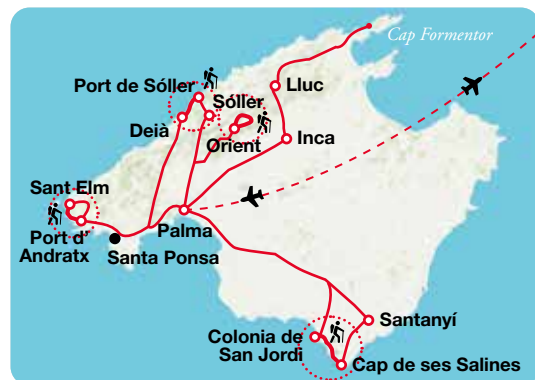 Cap Formentor
Port de Sóller
Lluc
Sóller
Deià
Orient
Inca
Sant Elm
Port d'
Andratx
Palma
Santa Ponsa
Santanyí
Colonia de
San Jordi
Cap de ses Salines